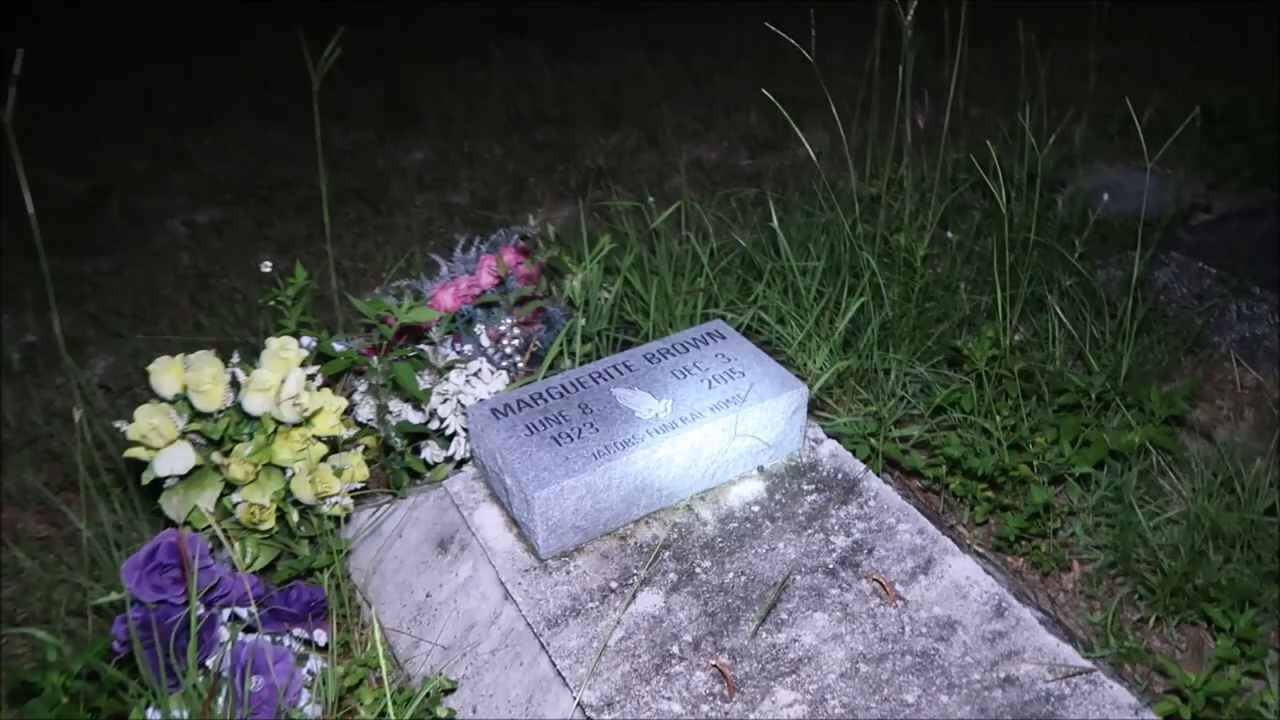 MARGUERITE BROWN
JUNE 8, DEC 3,
1923 2015
JACOBS FUNERAL HOME